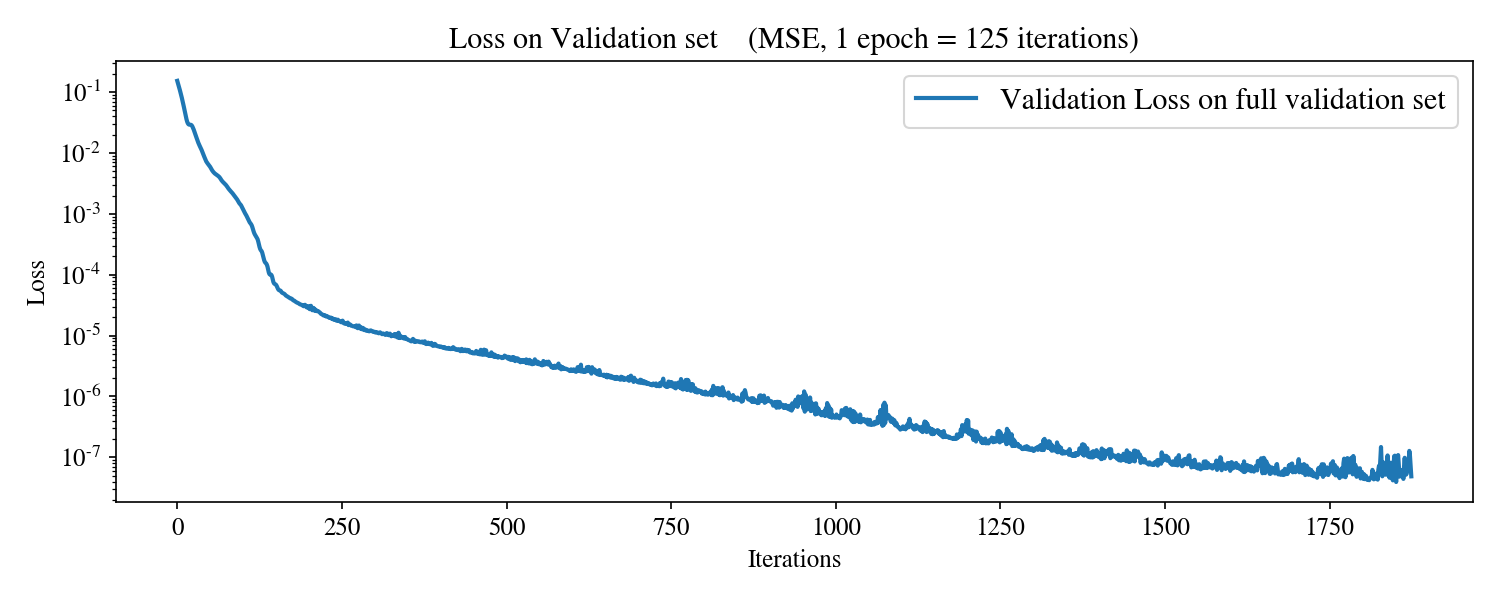 Loss on Validation set    (MSE, 1 epoch = 125 iterations)
Validation Loss on full validation set
Loss
10^-1
10^-2
10^-3
10^-4
10^-5
10^-6
10^-7
0 250 500 750 1000 1250 1500 1750
Iterations